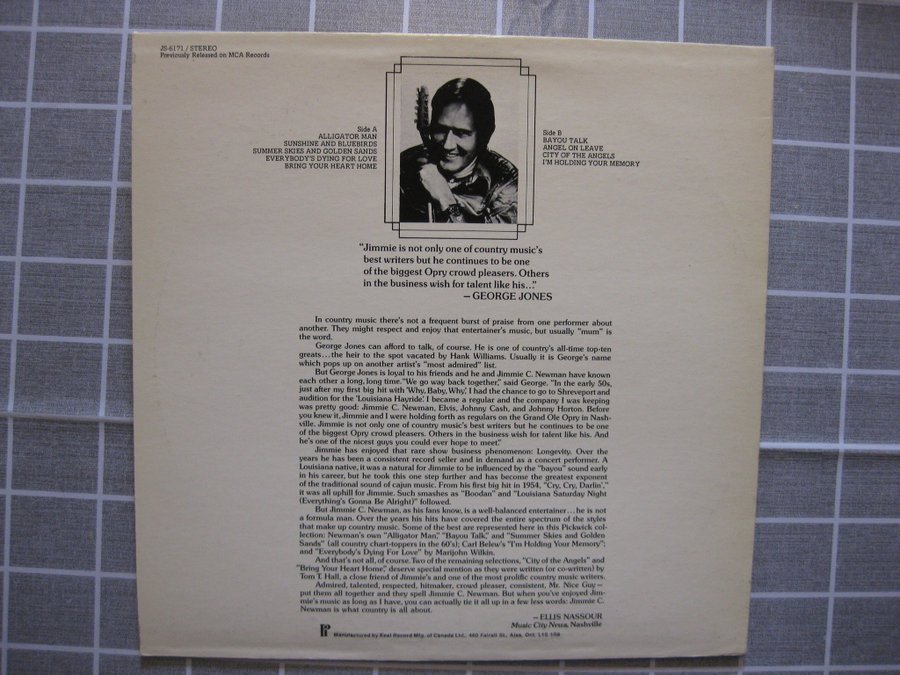 JS-6171 / STEREO
Previously Released on MCA Records
Side A
ALLIGATOR MAN
SUNSHINE AND BLUEBIRDS
SUMMER SKIES AND GOLDEN SANDS
EVERYBODY'S DYING FOR LOVE
BRING YOUR HEART HOME
Side B
BAYOU TALK
ANGEL ON LEAVE
CITY OF THE ANGELS
I'M HOLDING YOUR MEMORY
"Jimmie is not only one of country music's
best writers but he continues to be one
of the biggest Opry crowd pleasers. Others
in the business wish for talent like his..."
— GEORGE JONES
In country music there's not a frequent burst of praise from one performer about
another. They might respect and enjoy that entertainer's music, but usually "mum" is
the word.
George Jones can afford to talk, of course. He is one of country's all-time top-ten
greats...the heir to the spot vacated by Hank Williams. Usually it is George's name
which pops up on another artist's "most admired" list.
But George Jones is loyal to his friends and he and Jimmie C. Newman have known
each other a long, long time. "We go way back together," said George. "In the early 50s,
just after my first big hit with 'Why, Baby, Why,' I had the chance to go to Shreveport and
audition for the 'Louisiana Hayride.' I became a regular and the company I was keeping
was pretty good: Jimmie C. Newman, Elvis, Johnny Cash, and Johnny Horton. Before
you knew it, Jimmie and I were holding forth as regulars on the Grand Ole Opry in Nash-
ville. Jimmie is not only one of country music's best writers but he continues to be one
of the biggest Opry crowd pleasers. Others in the business wish for talent like his. And
he's one of the nicest guys you could ever hope to meet."
Jimmie has enjoyed that rare show business phenomenon: Longevity. Over the
years he has been a consistent record seller and in demand as a concert performer. A
Louisiana native, it was a natural for Jimmie to be influenced by the "bayou" sound early
in his career, but he took this one step further and has become the greatest exponent
of the traditional sound of cajun music. From his first big hit in 1954, "Cry, Cry, Darlin',"
it was all uphill for Jimmie. Such smashes as "Boodan" and "Louisiana Saturday Night
(Everything's Gonna Be Alright)" followed.
But Jimmie C. Newman, as his fans know, is a well-balanced entertainer...he is not
a formula man. Over the years his hits have covered the entire spectrum of the styles
that make up country music. Some of the best are represented here in this Pickwick col-
lection; Newman's own "Alligator Man," "Bayou Talk," and "Summer Skies and Golden
Sands" (all country chart-toppers in the 60's); Carl Belew's "I'm Holding Your Memory";
and "Everybody's Dying For Love" by Marijohn Wilkin.
And that's not all, of course. Two of the remaining selections, "City of the Angels" and
"Bring Your Heart Home," deserve special mention as they were written (or co-written) by
Tom T. Hall, a close friend of Jimmie's and one of the most prolific country music writers.
Admired, talented, respected, hitmaker, crowd pleaser, consistent, Mr. Nice Guy —
put them all together and they spell Jimmie C. Newman. But when you've enjoyed Jim-
mie's music as long as I have, you can actually tie it all up in a few less words: Jimmie C.
Newman is what country is all about.
— ELLIS NASSOUR
Music City News, Nashville
Manufactured by Keel Record Mfg. of Canada Ltd.,